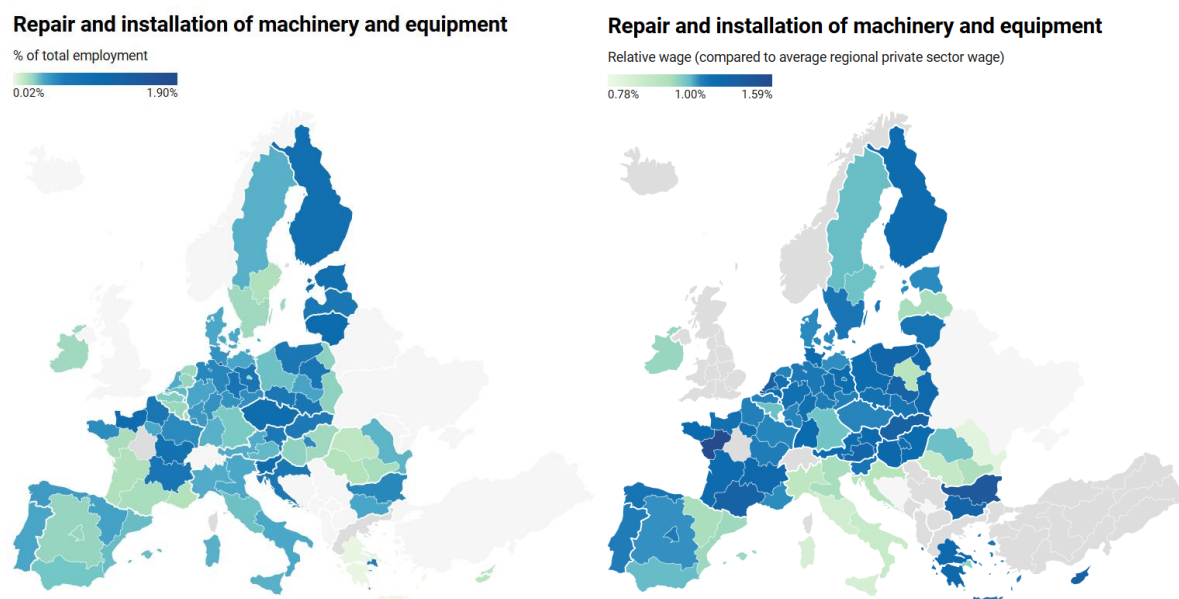 Repair and installation of machinery and equipment
% of total employment
0.02% 1.90%
Repair and installation of machinery and equipment
Relative wage (compared to average regional private sector wage)
0.78% 1.00% 1.59%